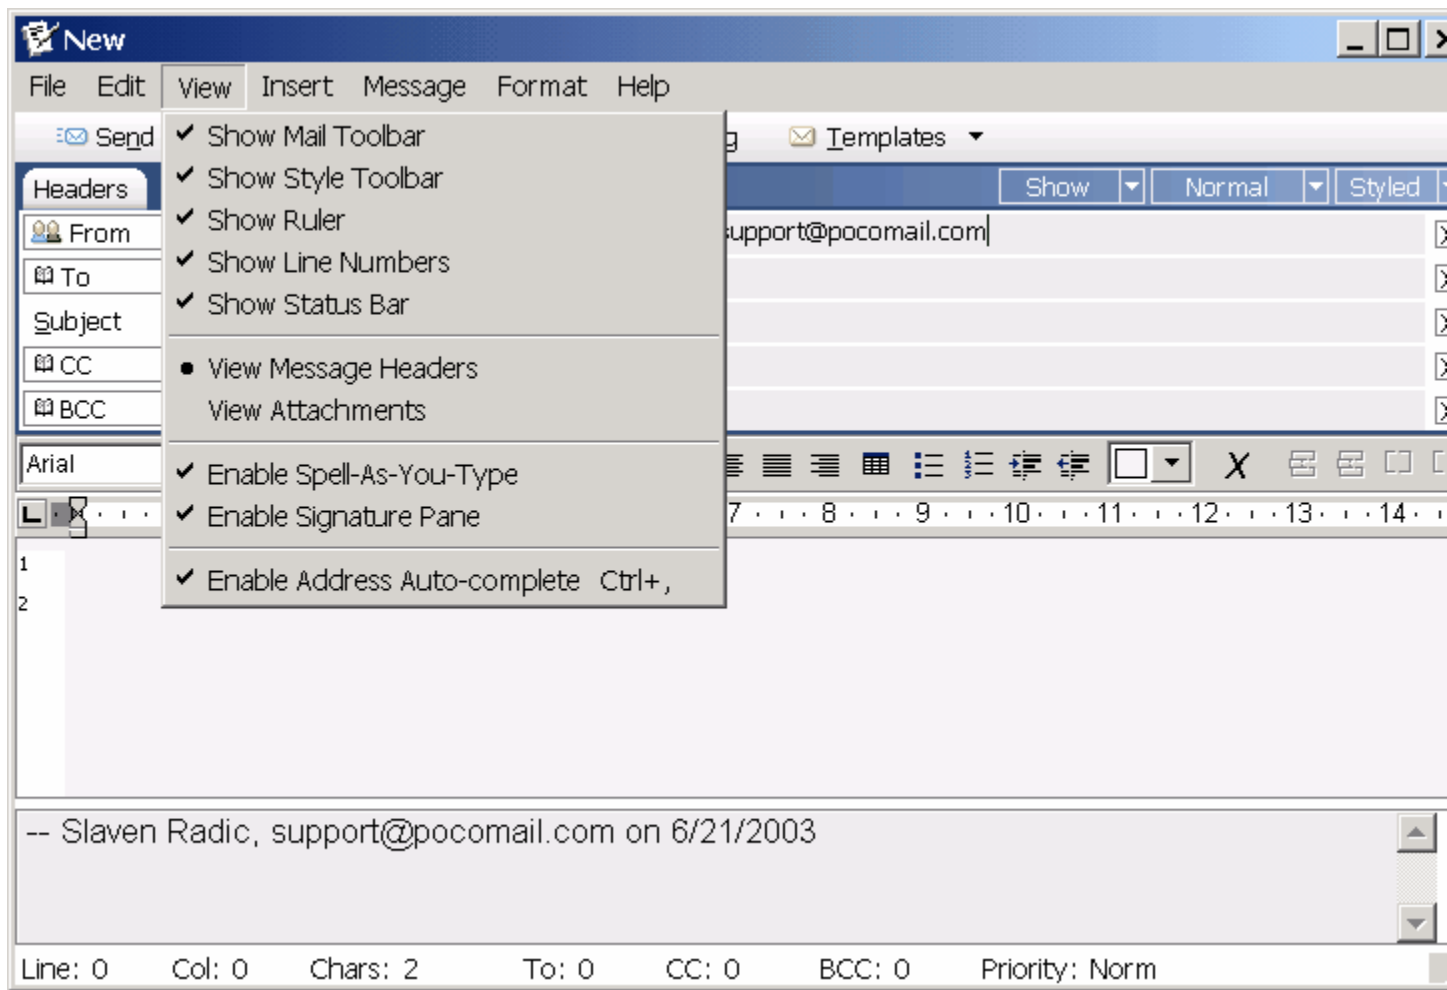 New
File Edit View Insert Message Format Help
Send Templates
Show Mail Toolbar
Show Style Toolbar
Show Ruler
Show Line Numbers
Show Status Bar
View Message Headers
View Attachments
Enable Spell-As-You-Type
Enable Signature Pane
Enable Address Auto-complete Ctrl+,
Headers Show Normal Styled
From support@pocomail.com
To
Subject
CC
BCC
Arial
7 8 9 10 11 12 13 14
1
2
-- Slaven Radic, support@pocomail.com on 6/21/2003
Line: 0 Col: 0 Chars: 2 To: 0 CC: 0 BCC: 0 Priority: Norm